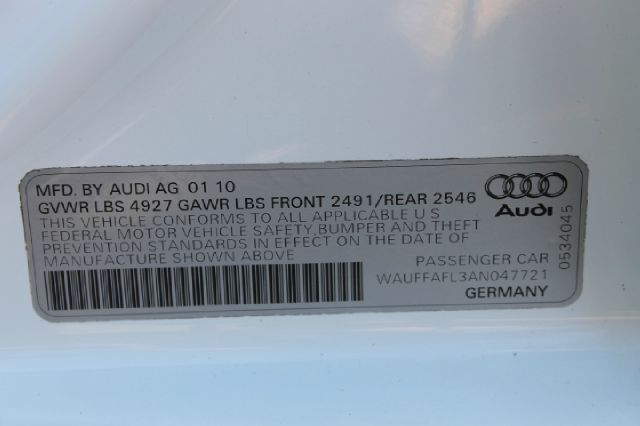 MFD. BY AUDI AG 01 10
GVWR LBS 4927 GAWR LBS FRONT 2491/REAR 2546
THIS VEHICLE CONFORMS TO ALL APPLICABLE U S
FEDERAL MOTOR VEHICLE SAFETY, BUMPER AND THEFT
PREVENTION STANDARDS IN EFFECT ON THE DATE OF
MANUFACTURE SHOWN ABOVE
Audi
0534045
PASSENGER CAR
WAUFFAFL3AN047721
GERMANY